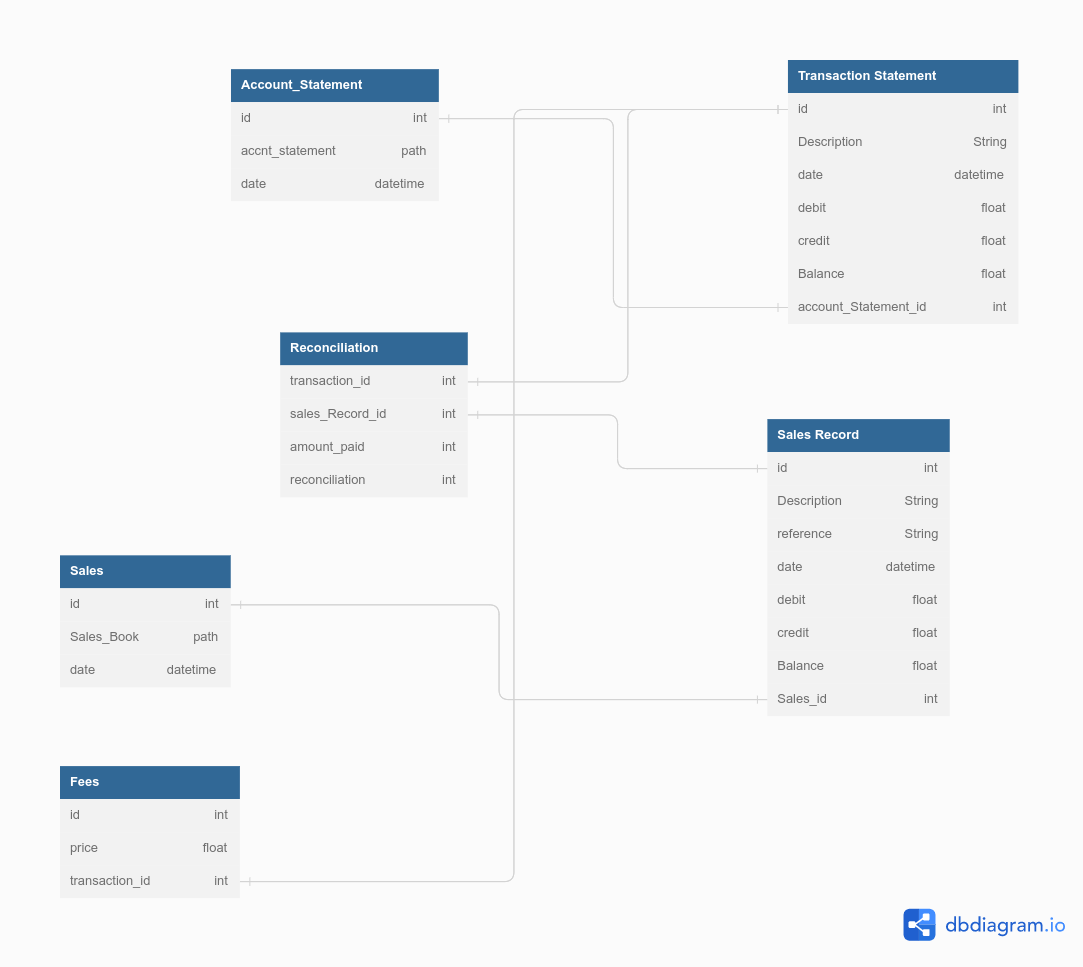 Account_Statement
id int
accnt_statement path
date datetime
Transaction Statement
id int
Description String
date datetime
debit float
credit float
Balance float
account_Statement_id int
Reconciliation
transaction_id int
sales_Record_id int
amount_paid int
reconciliation int
Sales Record
id int
Description String
reference String
date datetime
debit float
credit float
Balance float
Sales_id int
Sales
id int
Sales_Book path
date datetime
Fees
id int
price float
transaction_id int
dbdiagram.io